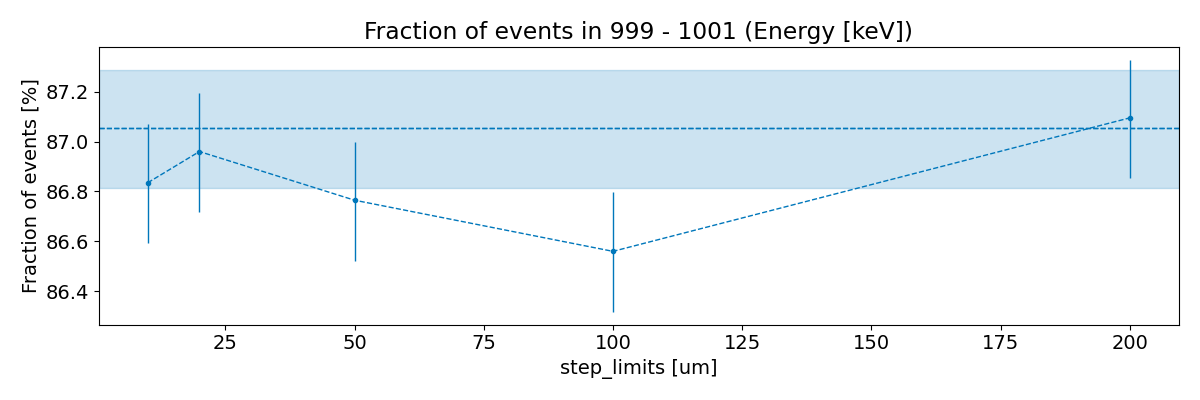 Fraction of events in 999 - 1001 (Energy [keV])
Fraction of events [%]
87.2
87.0
86.8
86.6
86.4
25 50 75 100 125 150 175 200
step_limits [um]